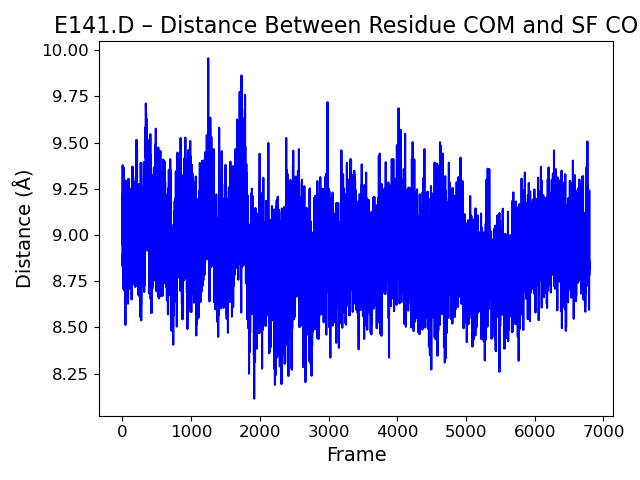 E141.D – Distance Between Residue COM and SF CO
10.00
9.75
9.50
9.25
9.00
8.75
8.50
8.25
Distance (Å)
0 1000 2000 3000 4000 5000 6000 7000
Frame